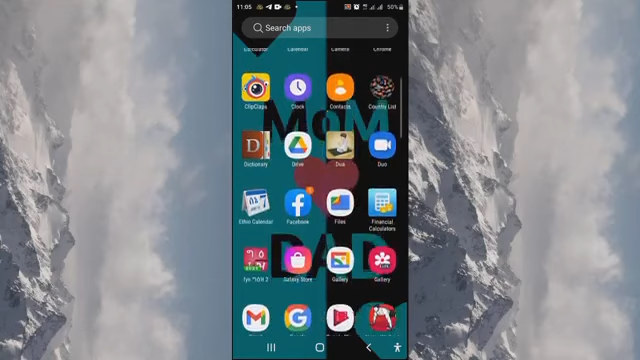 11:05
50%
Search apps
Calendar Camera Chrome
ClipClaps Clock Contacts Country List
MOM
Dictionary Drive Dua Duo
Ethio Calendar Facebook Files Financial Calculators
DAD
Galaxy Store Gallery Gallery